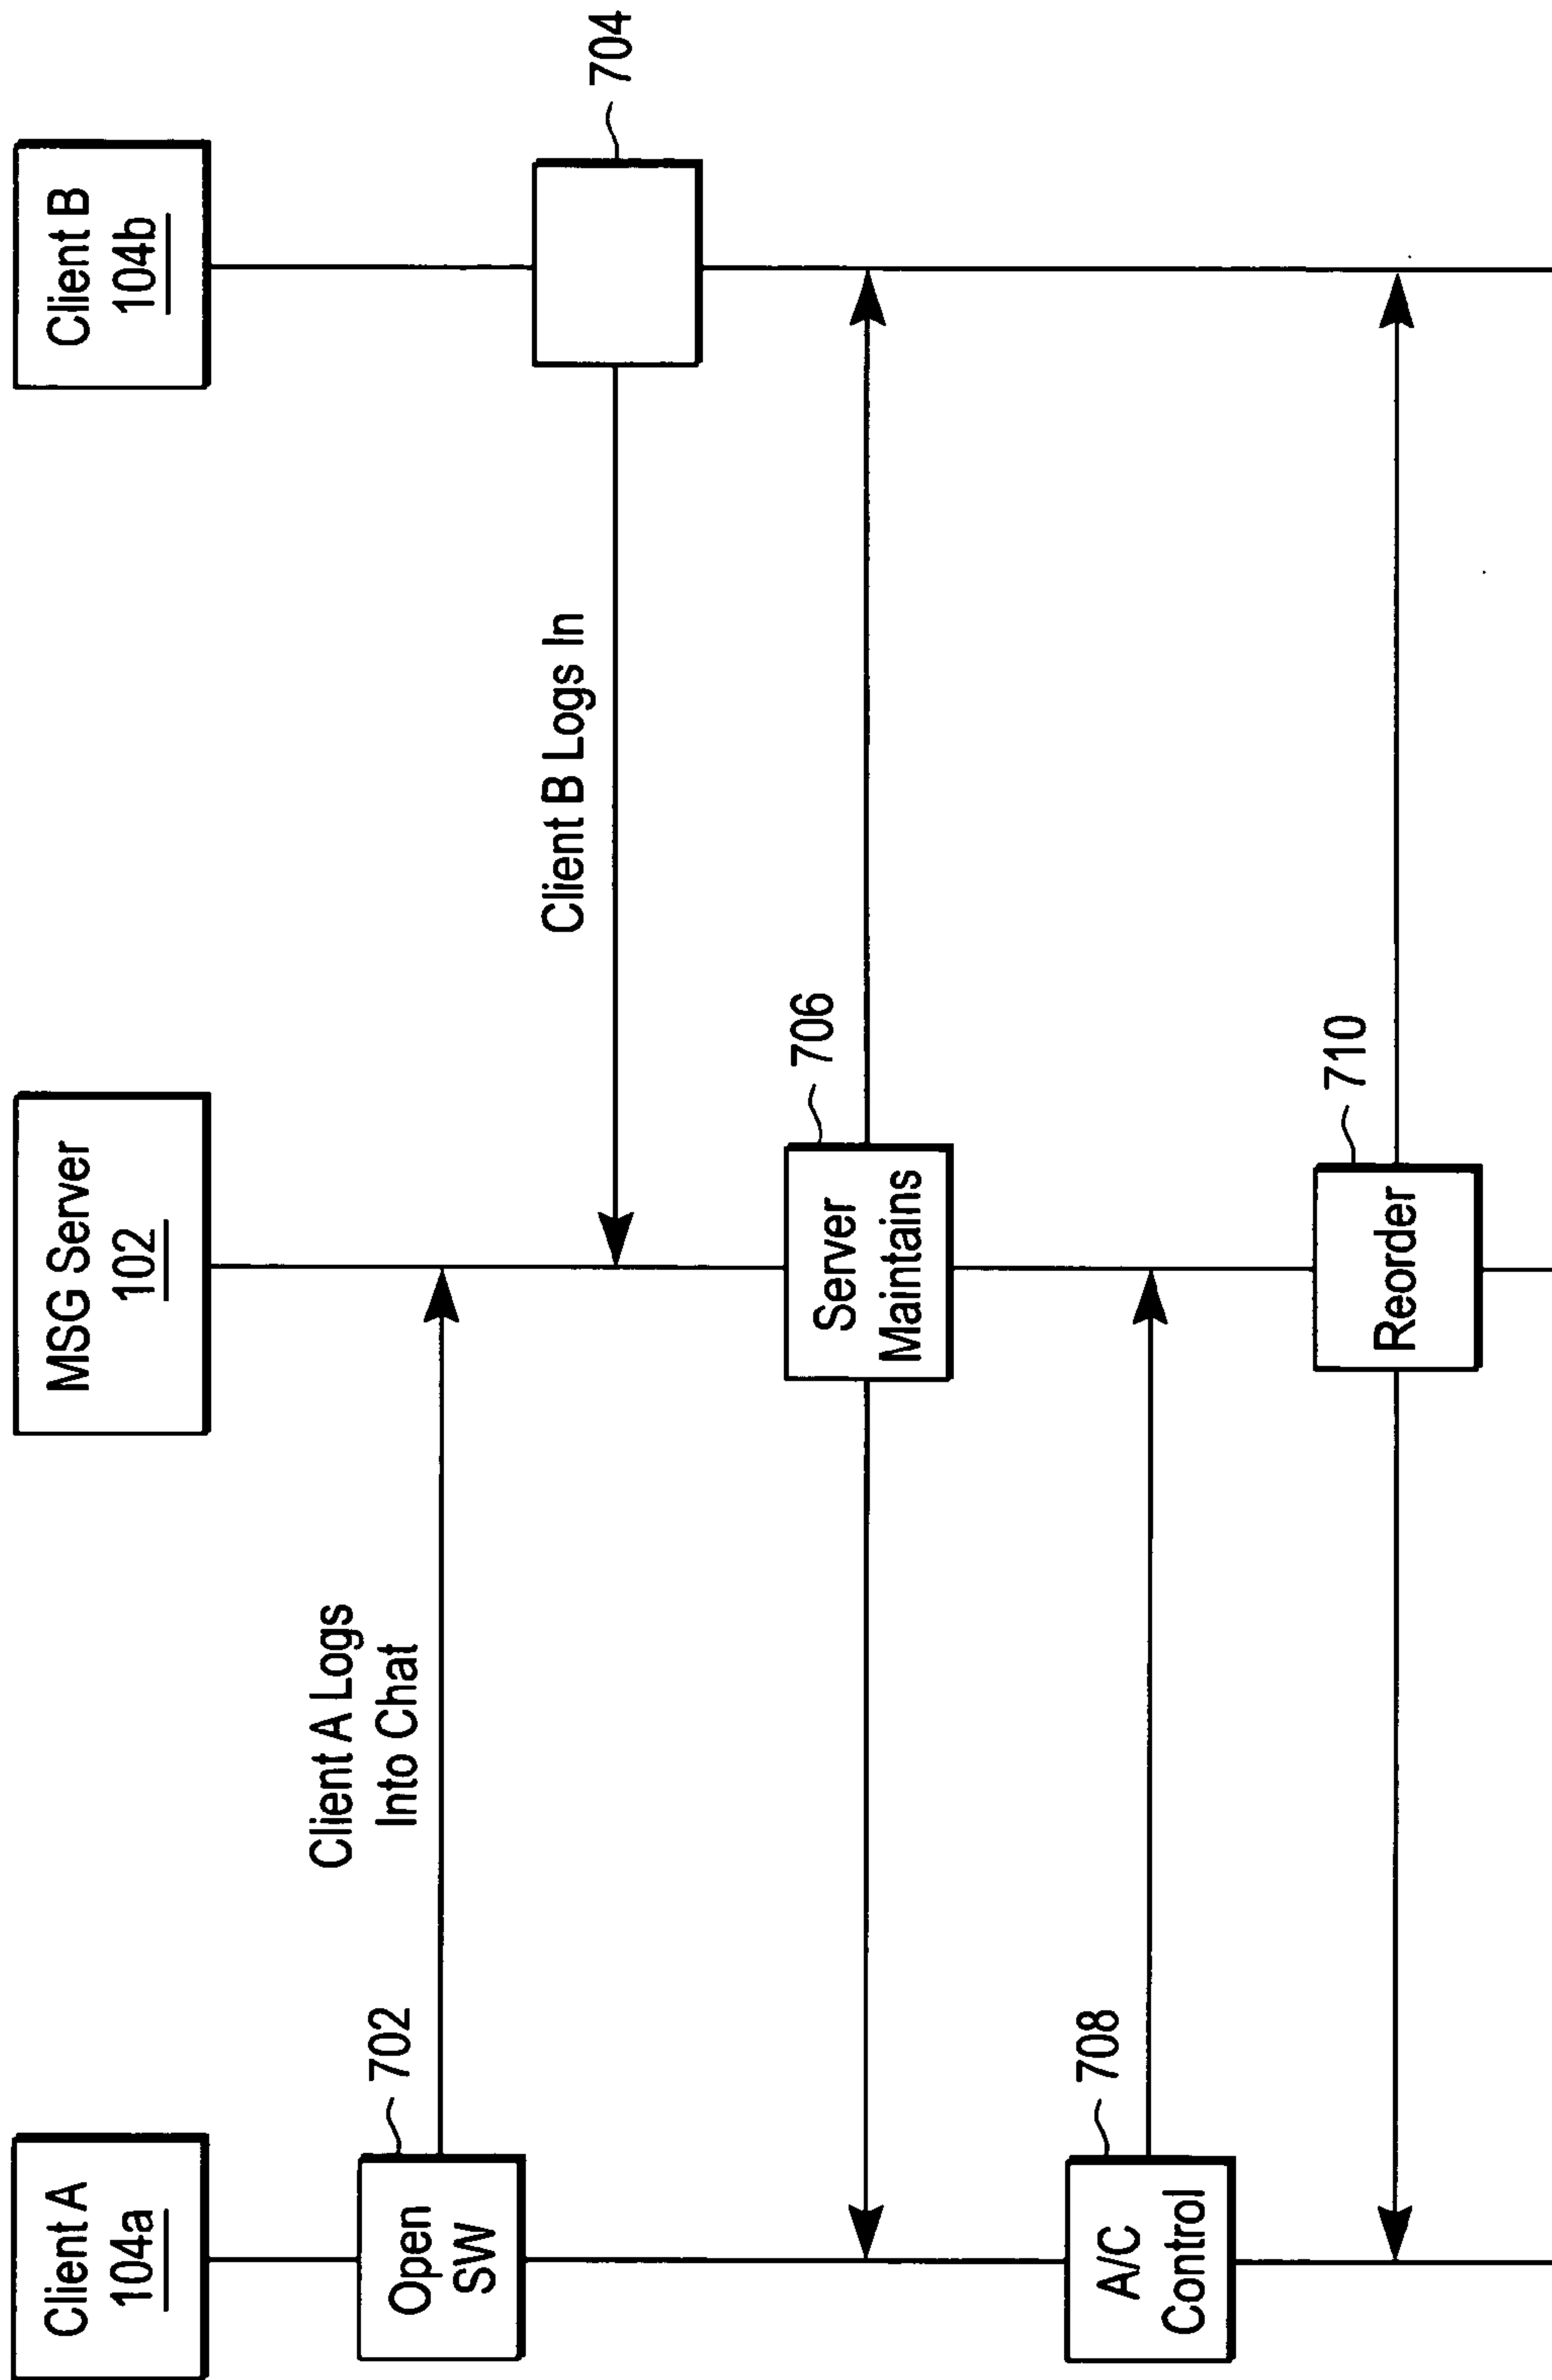 Client A
104a
MSG Server
102
Client B
104b
Client A Logs
Into Chat
702
Open
SW
Client B Logs In
704
706
Server
Maintains
708
A/C
Control
710
Reorder